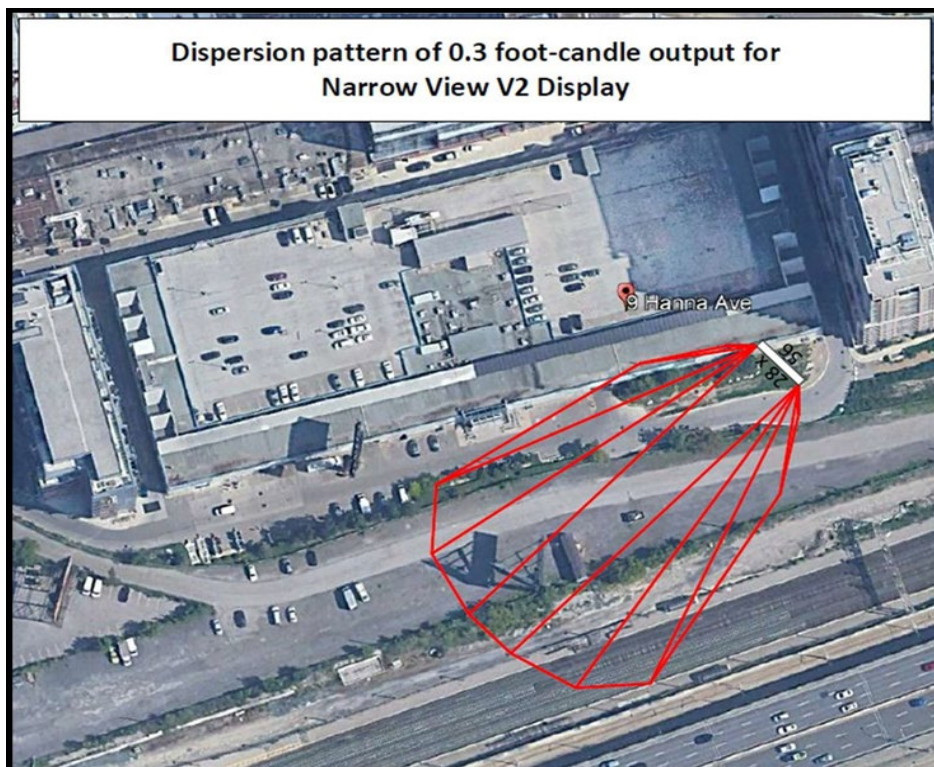 Dispersion pattern of 0.3 foot-candle output for
Narrow View V2 Display
9 Hanna Ave
28 x 56